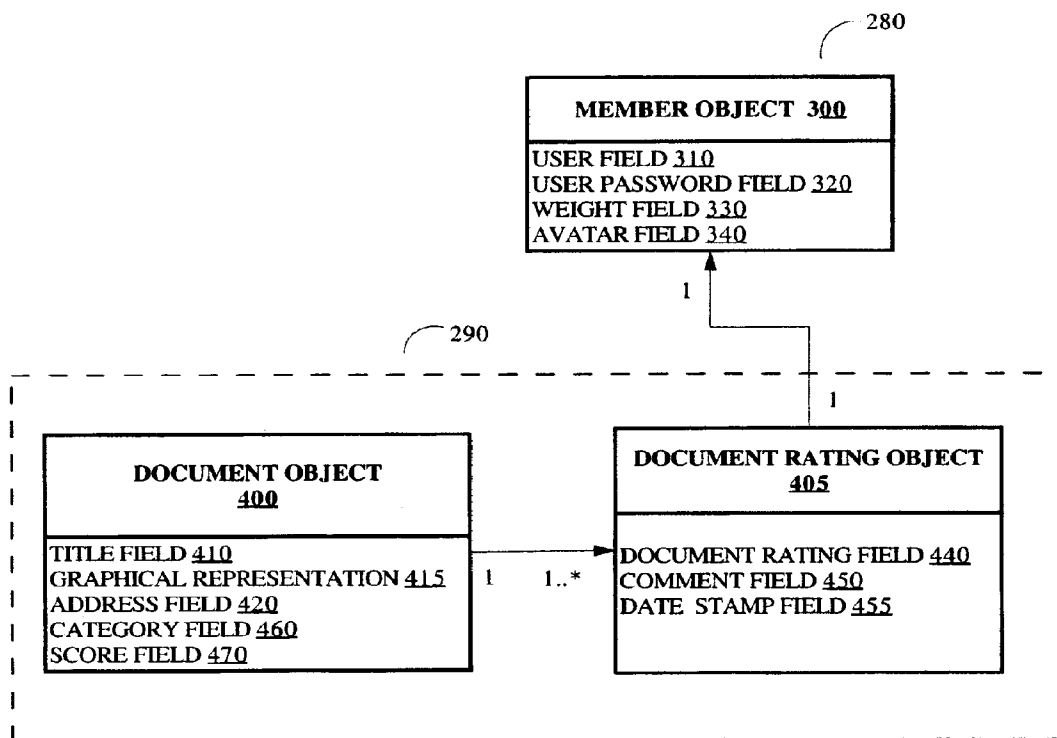 280
MEMBER OBJECT 300
USER FIELD 310
USER PASSWORD FIELD 320
WEIGHT FIELD 330
AVATAR FIELD 340
1
290
1
DOCUMENT OBJECT
400
TITLE FIELD 410
GRAPHICAL REPRESENTATION 415
ADDRESS FIELD 420
CATEGORY FIELD 460
SCORE FIELD 470
1
1..*
DOCUMENT RATING OBJECT
405
DOCUMENT RATING FIELD 440
COMMENT FIELD 450
DATE STAMP FIELD 455